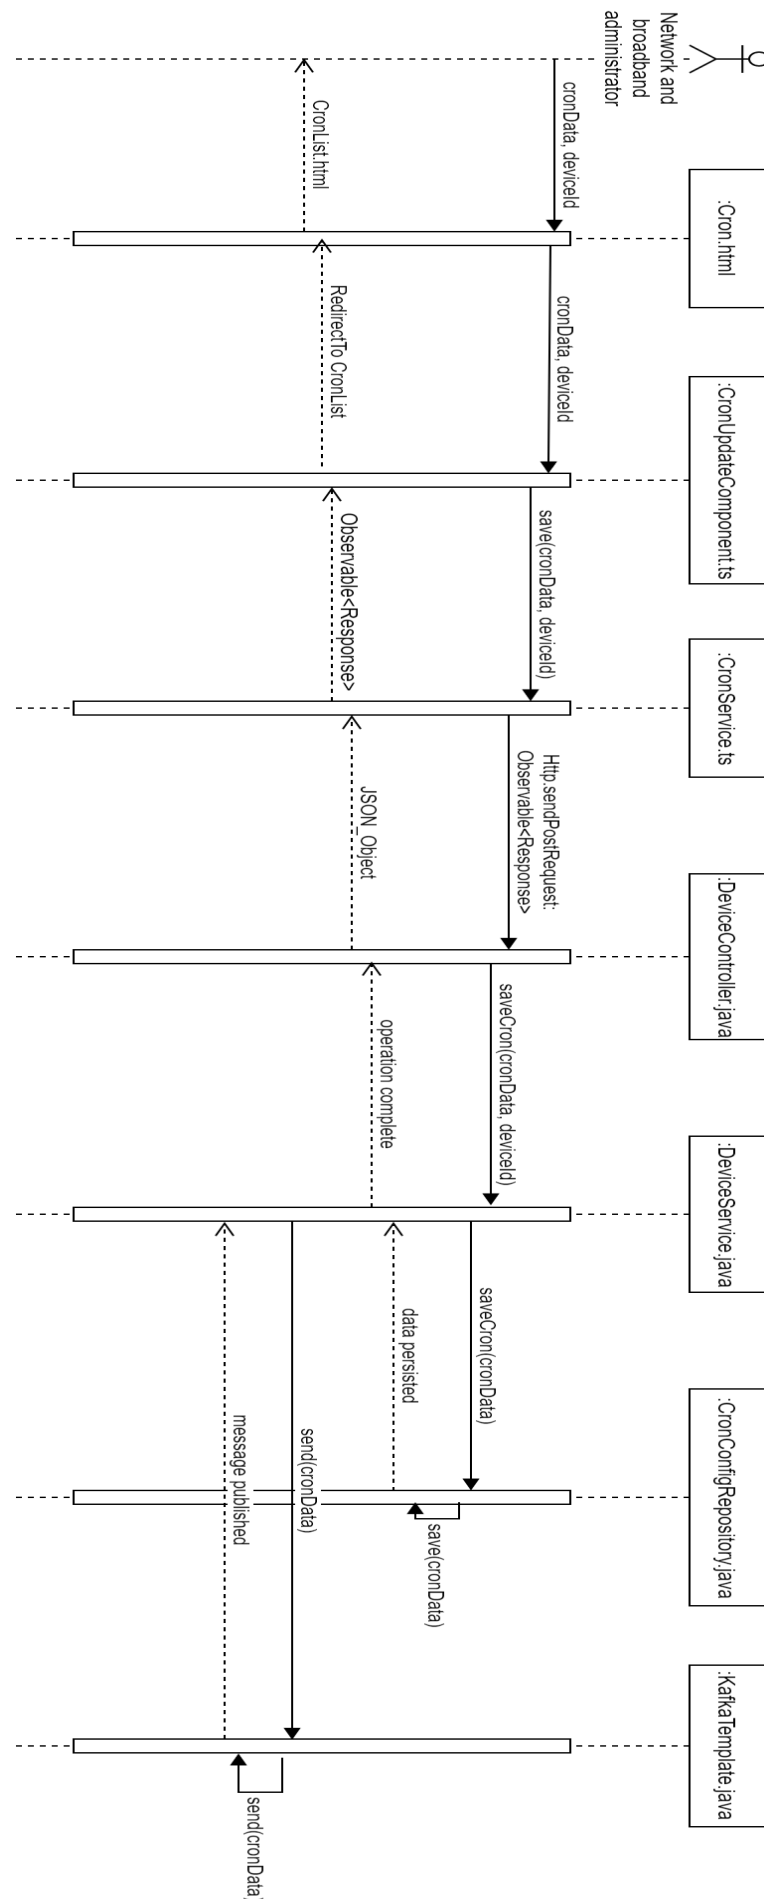 Network and
broadband
administrator
:Cron.html
:CronUpdateComponent.ts
:CronService.ts
:DeviceController.java
:DeviceService.java
:CronConfigRepository.java
:KafkaTemplate.java
cronData, deviceId
cronData, deviceId
save(cronData, deviceId)
Http.sendPostRequest:
Observable<Response>
saveCron(cronData, deviceId)
saveCron(cronData)
save(cronData)
data persisted
operation complete
JSON_Object
Observable<Response>
RedirectTo CronList
CronList.html
send(cronData)
send(cronData)
message published